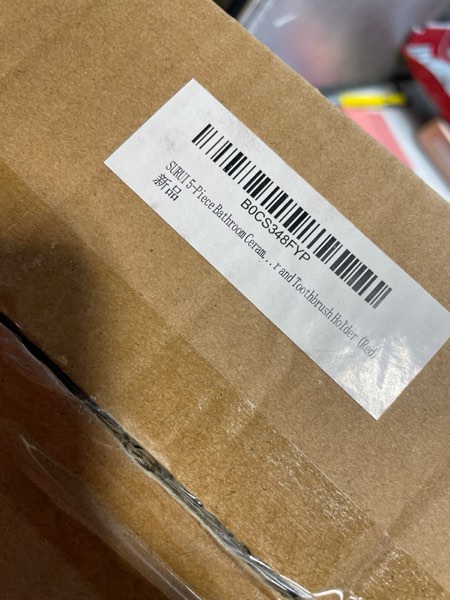 B0CS348FYP
SURUI 5-Piece Bathroom Ceram...r and Toothbrush Holder (Red)
新品